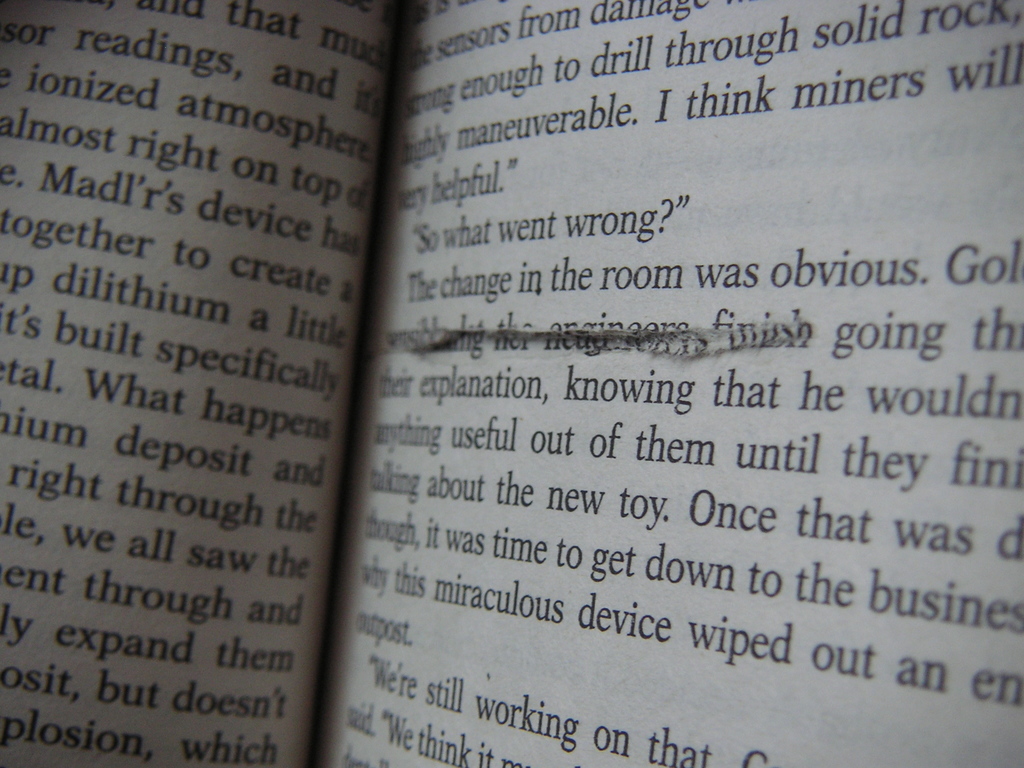 and that much
sor readings, and it's
e ionized atmosphere.
almost right on top of
e. Madl'r's device has
together to create a
up dilithium a little
it's built specifically
etal. What happens
nium deposit and
right through the
le, we all saw the
ent through and
ly expand them
osit, but doesn't
plosion, which
the sensors from damage
strong enough to drill through solid rock,
highly maneuverable. I think miners will
very helpful."
"So what went wrong?"
The change in the room was obvious. Gol
the engineers finish going thr
their explanation, knowing that he wouldn
anything useful out of them until they fini
talking about the new toy. Once that was d
though, it was time to get down to the busines
why this miraculous device wiped out an en
outpost.
"We're still working on that,
said. "We think it